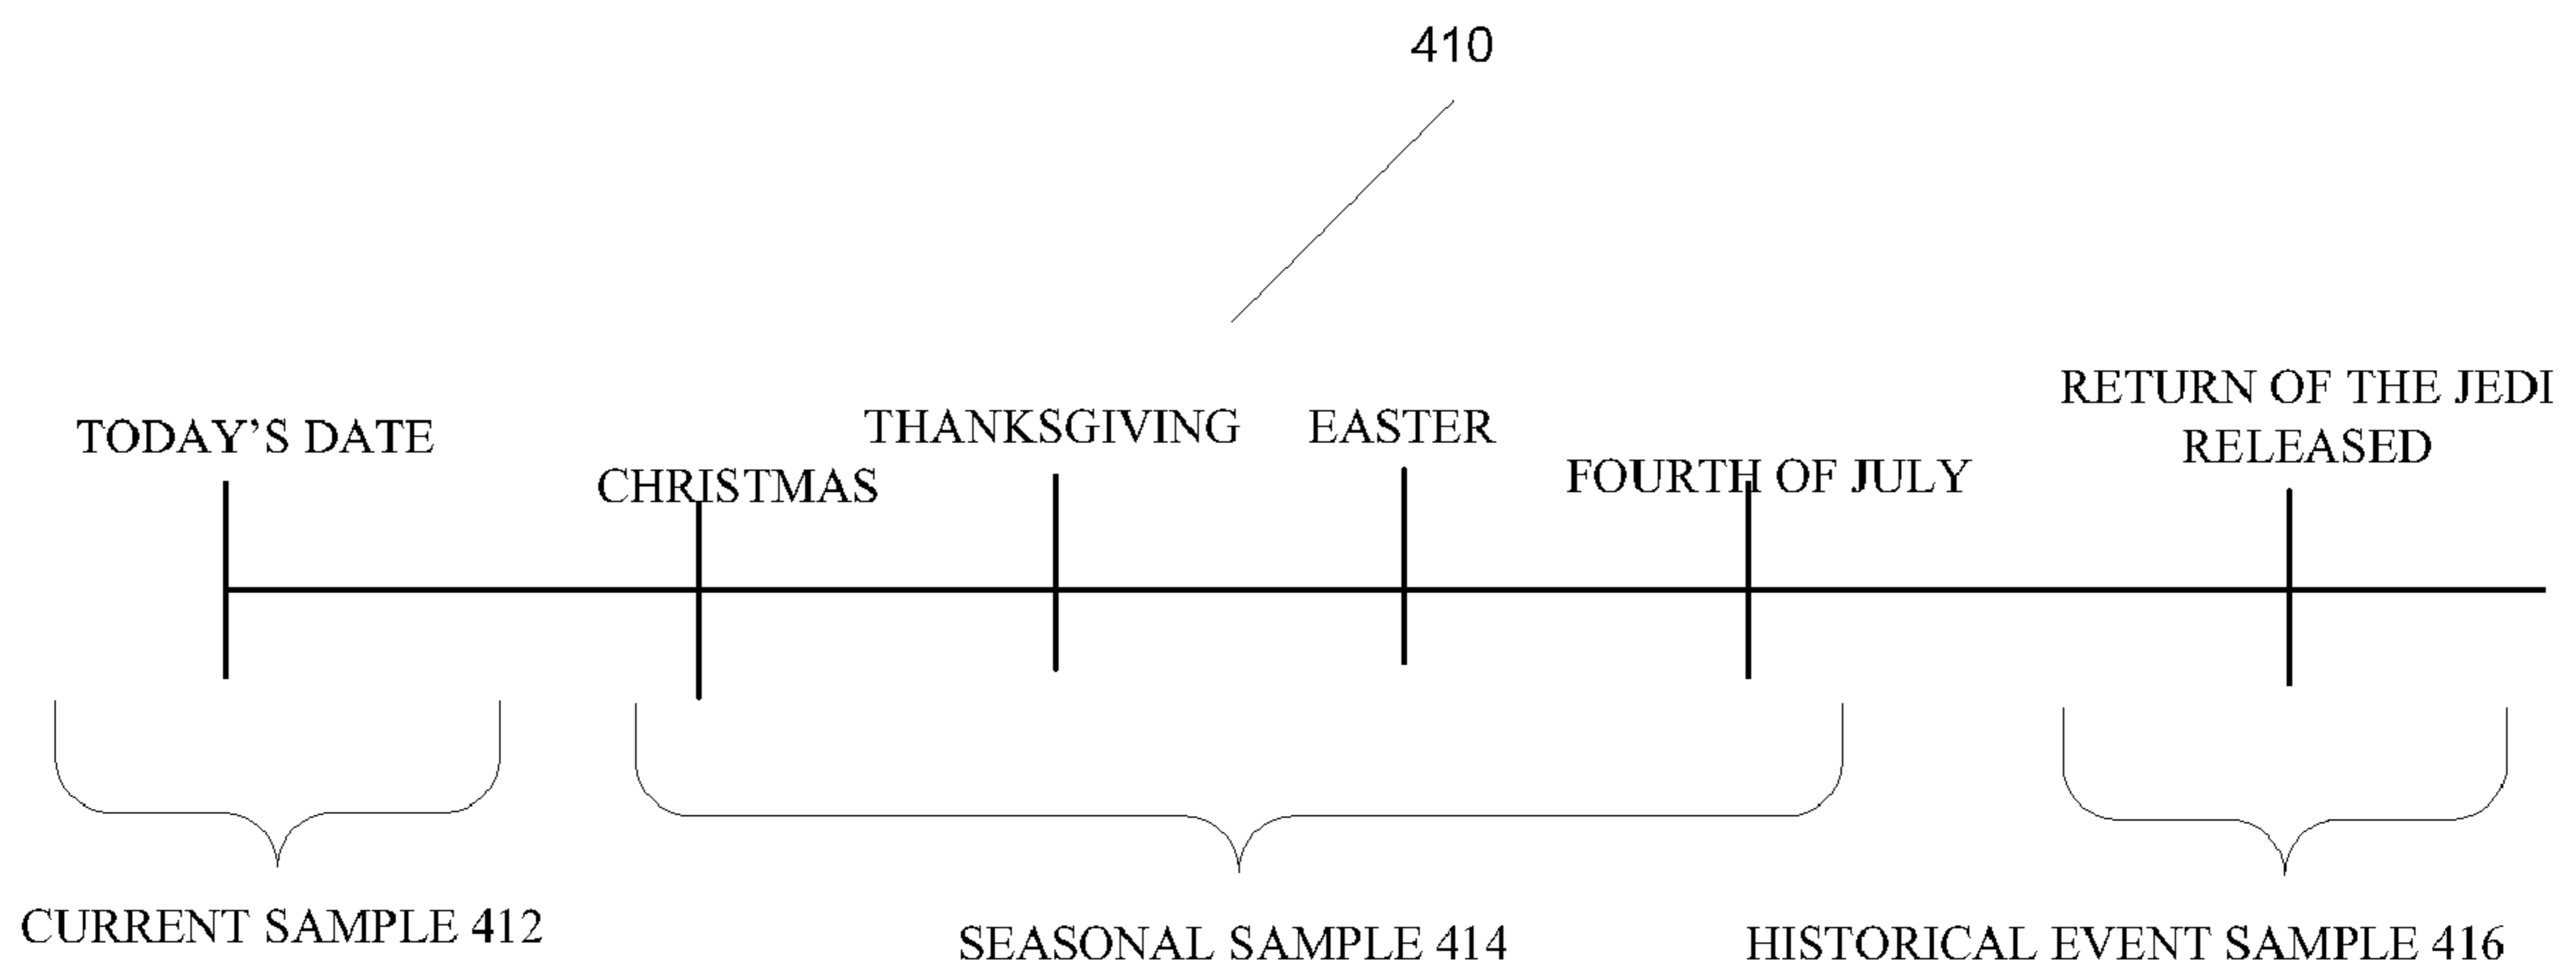 410
TODAY'S DATE
CHRISTMAS
THANKSGIVING
EASTER
FOURTH OF JULY
RETURN OF THE JEDI
RELEASED
CURRENT SAMPLE 412
SEASONAL SAMPLE 414
HISTORICAL EVENT SAMPLE 416